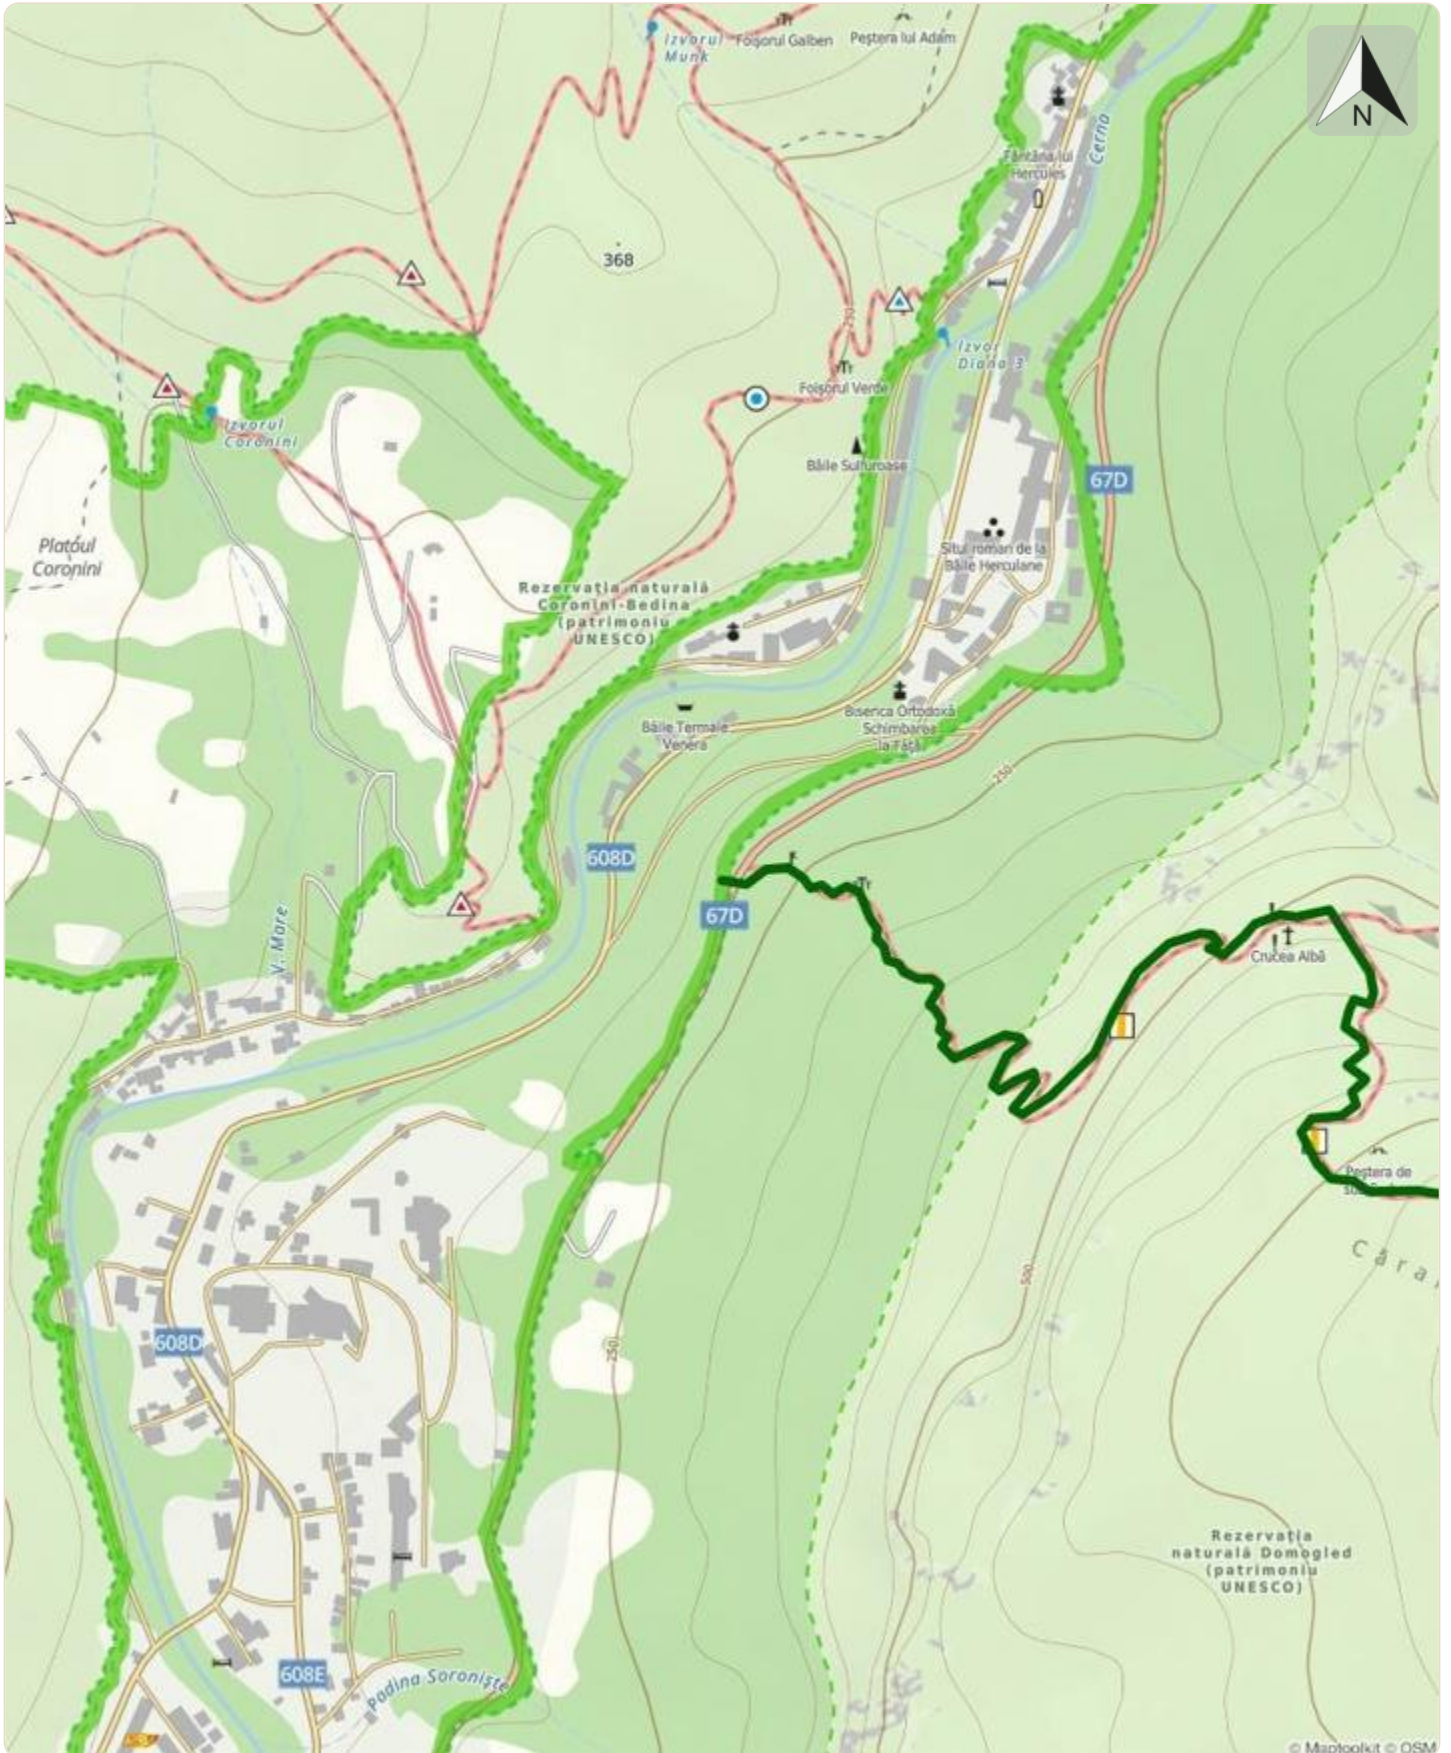 Izvorul
Munk
Foișorul Galben
Peștera lui Adam
N
Cerna
Fântâna lui
Hercules
368
250
Izvor
Diana 3
Foișorul Verde
Izvorul
Coronini
Băile Sulfuroase
67D
Platoul
Coronini
Situl roman de la
Băile Herculane
Rezervația naturală
Coronini-Bedina
(patrimoniu
UNESCO)
Băile Termale
Venera
Biserica Ortodoxă
Schimbarea
la Față
250
608D
67D
V. Mare
Crucea Albă
Peștera de
500
250
608D
Rezervația
naturală Domogled
(patrimoniu
UNESCO)
608E
Padina Soroniște
© Maptoolkit © OSM